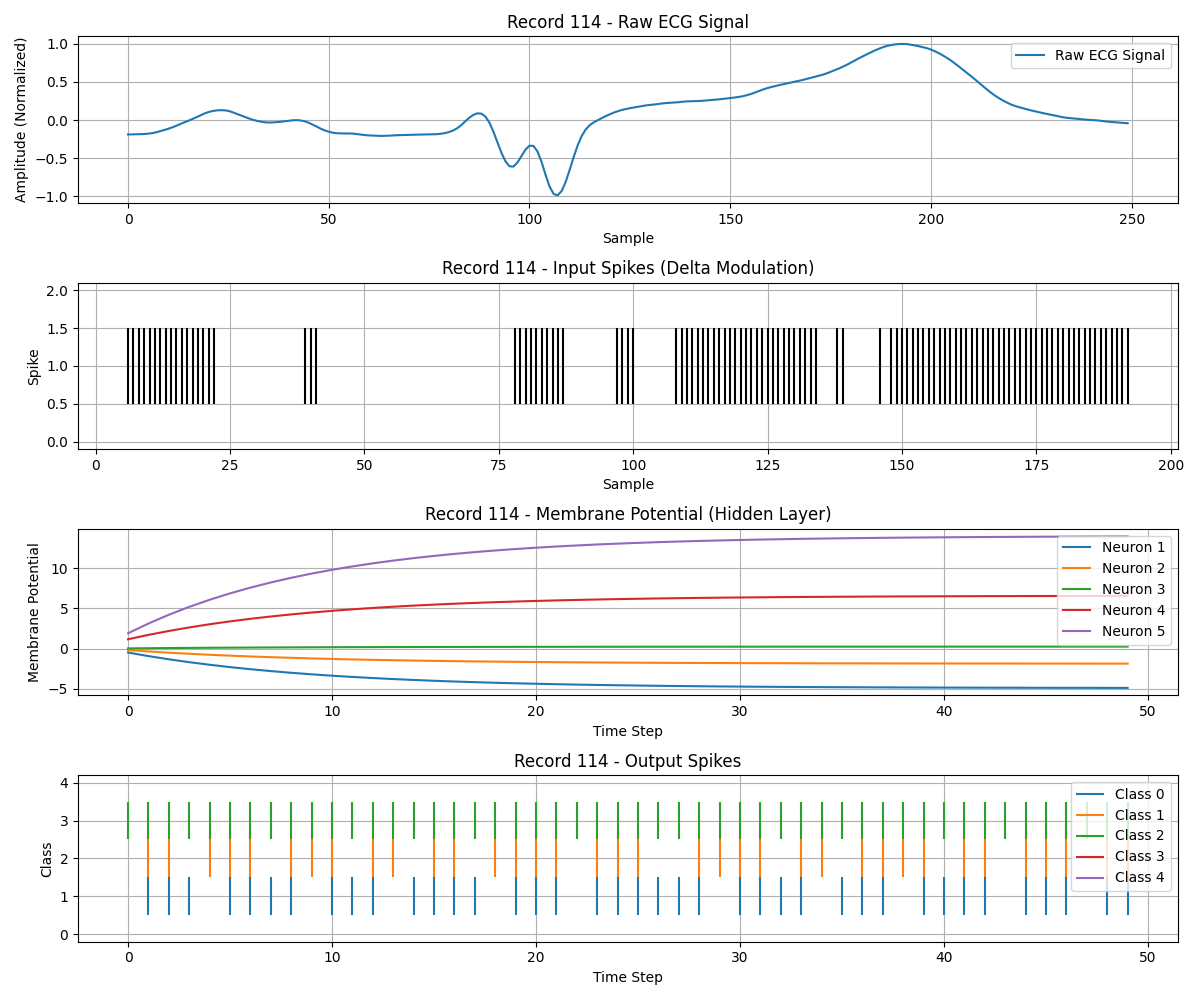 Record 114 - Raw ECG Signal
Amplitude (Normalized)
1.0
0.5
0.0
−0.5
−1.0
Raw ECG Signal
0 50 100 150 200 250
Sample
Record 114 - Input Spikes (Delta Modulation)
Spike
2.0
1.5
1.0
0.5
0.0
0 25 50 75 100 125 150 175 200
Sample
Record 114 - Membrane Potential (Hidden Layer)
Membrane Potential
10
5
0
−5
Neuron 1
Neuron 2
Neuron 3
Neuron 4
Neuron 5
0 10 20 30 40 50
Time Step
Record 114 - Output Spikes
Class
4
3
2
1
0
Class 0
Class 1
Class 2
Class 3
Class 4
0 10 20 30 40 50
Time Step